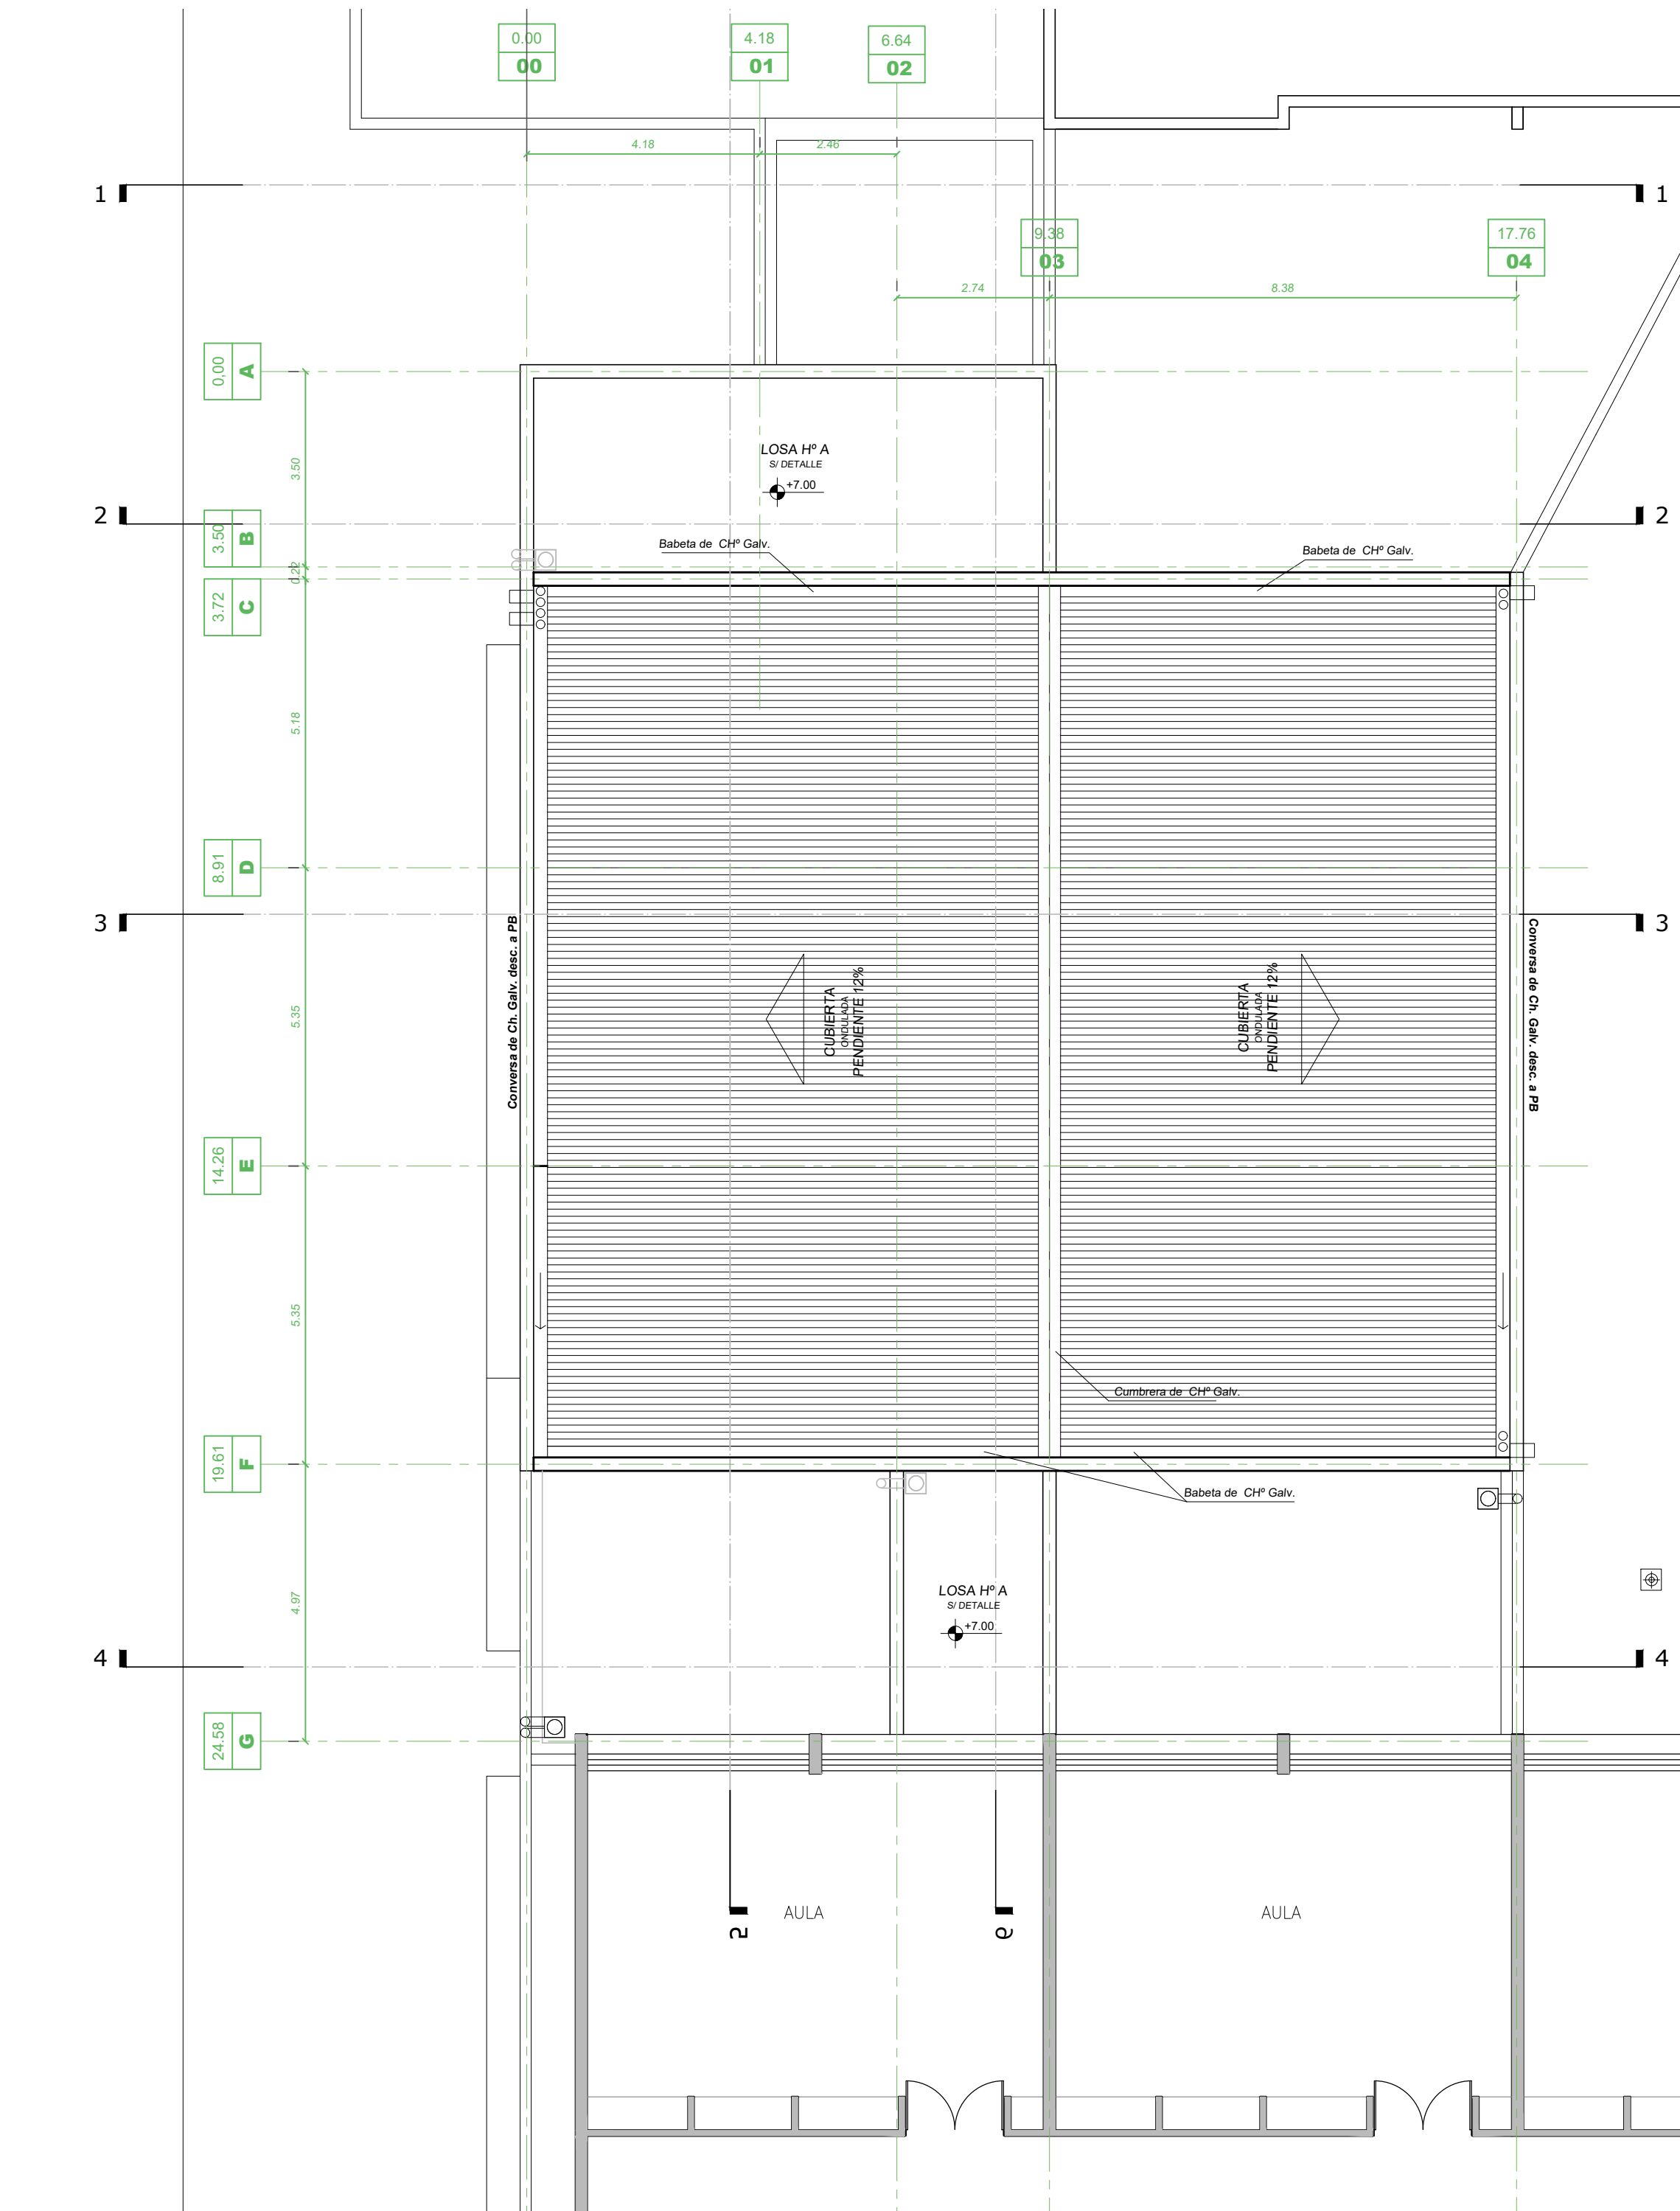 0.00
00
4.18
01
6.64
02
4.18
2.46
1
1
9.38
03
17.76
04
2.74
8.38
0,00
A
3.50
LOSA Hº A
S/ DETALLE
+7.00
2
2
3.50
B
Babeta de CHº Galv.
Babeta de CHº Galv.
0.22
3.72
C
5.18
8.91
D
3
3
Conversa de Ch. Galv. desc. a PB
Conversa de Ch. Galv. desc. a PB
5.35
CUBIERTA
ONDULADA
PENDIENTE 12%
CUBIERTA
ONDULADA
PENDIENTE 12%
14.26
E
5.35
Cumbrera de CHº Galv.
19.61
F
Babeta de CHº Galv.
4.97
LOSA Hº A
S/ DETALLE
+7.00
4
4
24.58
G
5
AULA
6
AULA